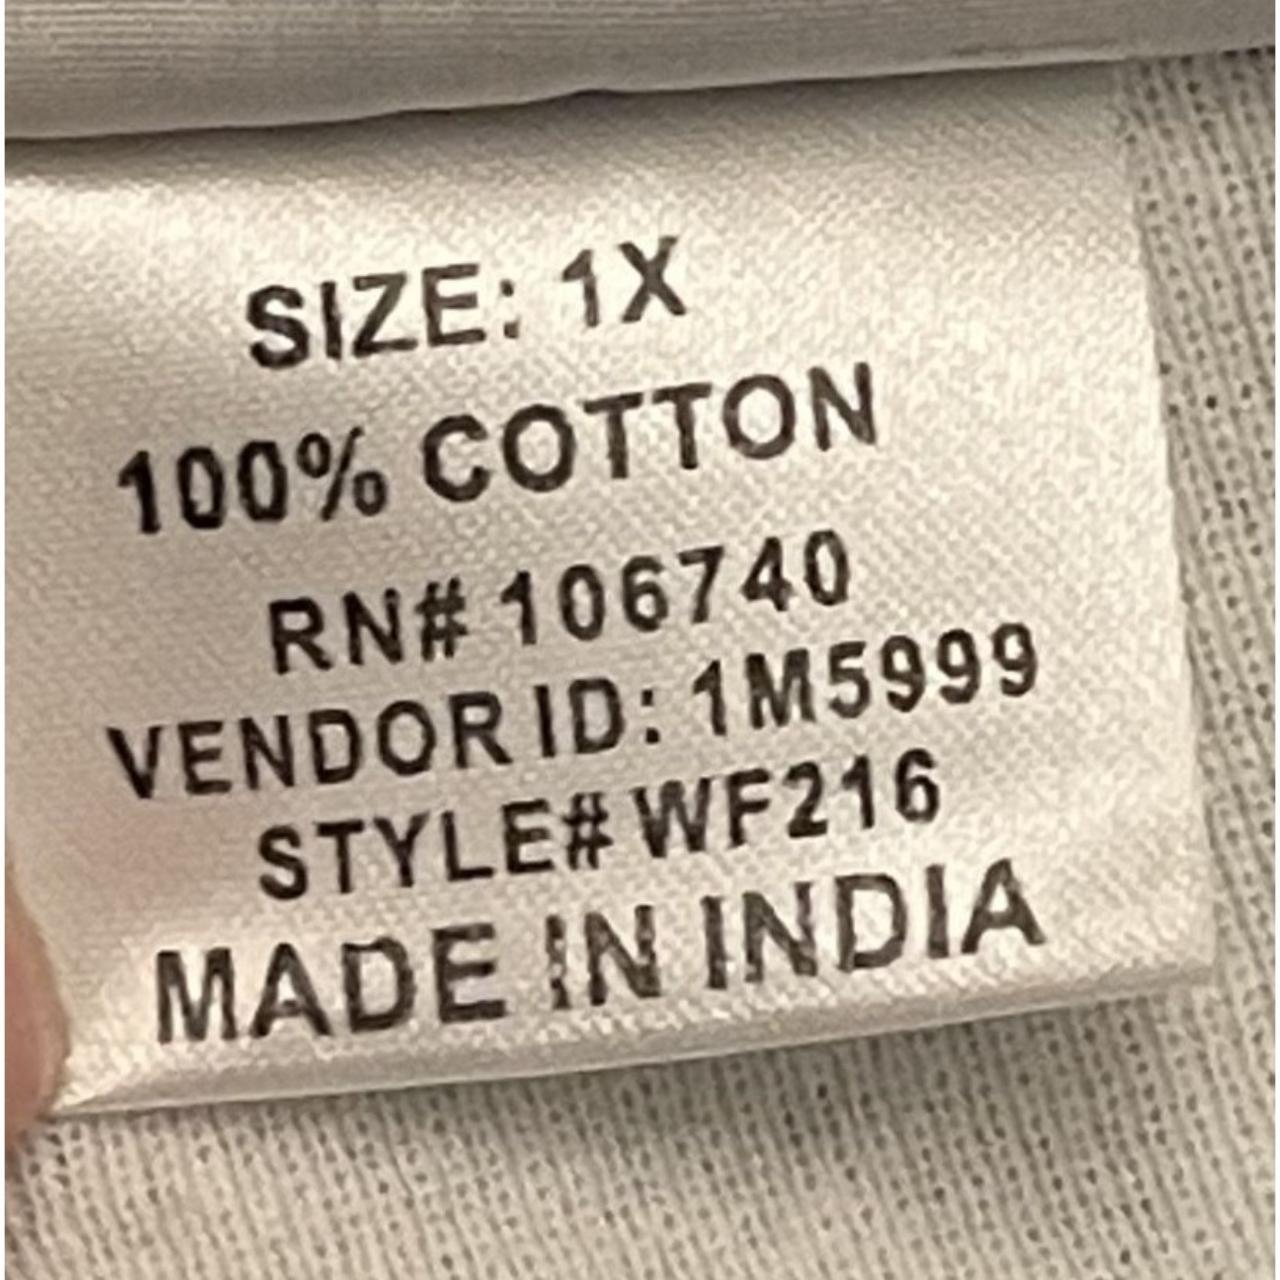 SIZE: 1X
100% COTTON
RN# 106740
VENDOR ID: 1M5999
STYLE# WF216
MADE IN INDIA